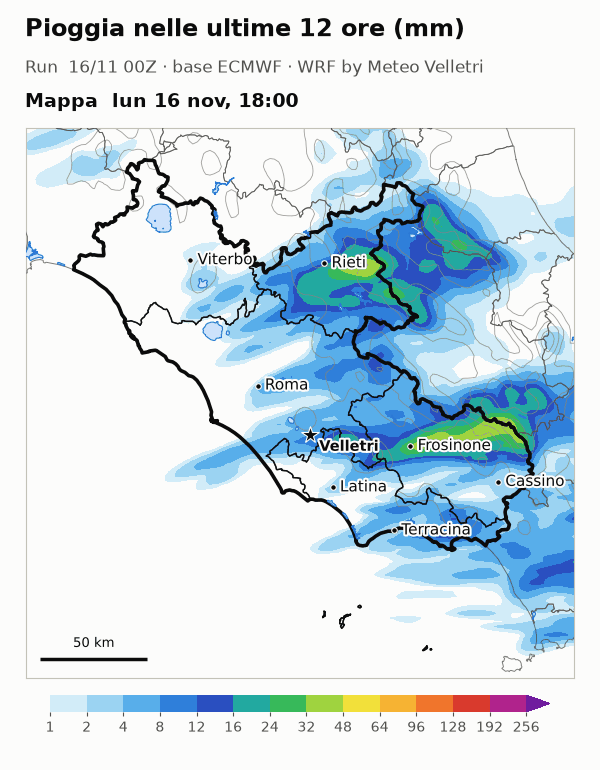 Pioggia nelle ultime 12 ore (mm)
Run  16/11 00Z · base ECMWF · WRF by Meteo Velletri
Mappa  lun 16 nov, 18:00
Viterbo
Rieti
Roma
Velletri
Frosinone
Latina
Cassino
Terracina
50 km
1 2 4 8 12 16 24 32 48 64 96 128 192 256